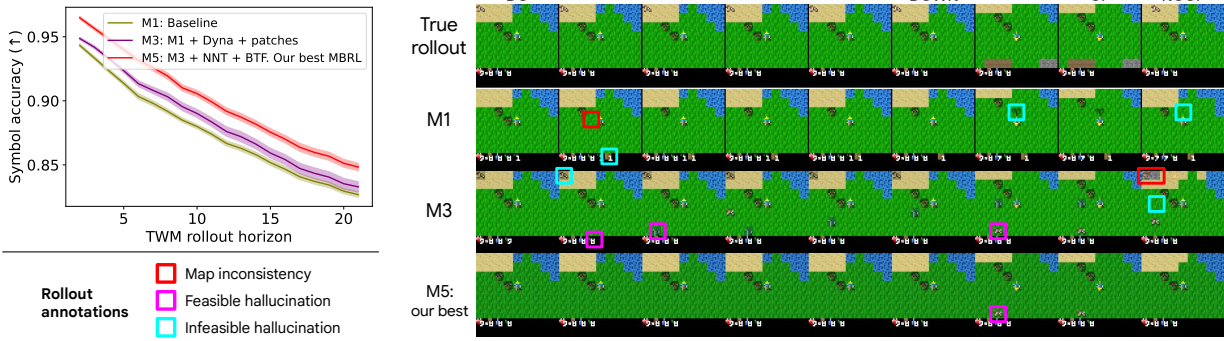 M1: Baseline
M3: M1 + Dyna + patches
M5: M3 + NNT + BTF. Our best MBRL
Symbol accuracy (↑)
0.95
0.90
0.85
5
10
15
20
TWM rollout horizon
Rollout
annotations
Map inconsistency
Feasible hallucination
Infeasible hallucination
True
rollout
M1
M3
M5:
our best